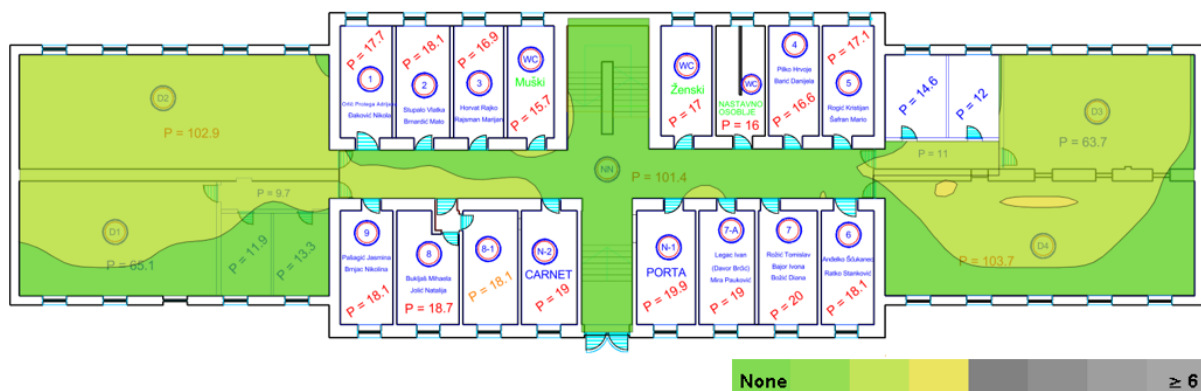 P = 17.7
1
Đaković Nikola
P = 18.1
2
Stupalo Vlatka
Brnardić Mato
P = 16.9
3
Horvat Rajko
Rajsman Marijan
WC
Muški
P = 15.7
WC
Ženski
P = 17
WC
NASTAVNO
OSOBLJE
P = 16
4
Pilko Hrvoje
Barić Danijela
P = 16.6
P = 17.1
5
Rogić Kristijan
Šafran Mario
D2
P = 102.9
P = 14.6
P = 12
D3
P = 63.7
P = 11
NN
P = 101.4
P = 9.7
D1
P = 65.1
P = 11.9
P = 13.3
9
Pašagić Jasmina
Brnjac Nikolina
P = 18.1
8
Bukljaš Mihaela
Jolić Natalija
P = 18.7
8-1
P = 18.1
N-2
CARNET
P = 19
N-1
PORTA
P = 19.9
7-A
Legac Ivan
(Davor Bršć)
Mira Pauković
P = 19
7
Rožić Tomislav
Bajor Ivona
Božić Diona
P = 20
6
Anđelko Ščukanec
Ratko Stanković
P = 18.1
D4
P = 103.7
None
≥ 6